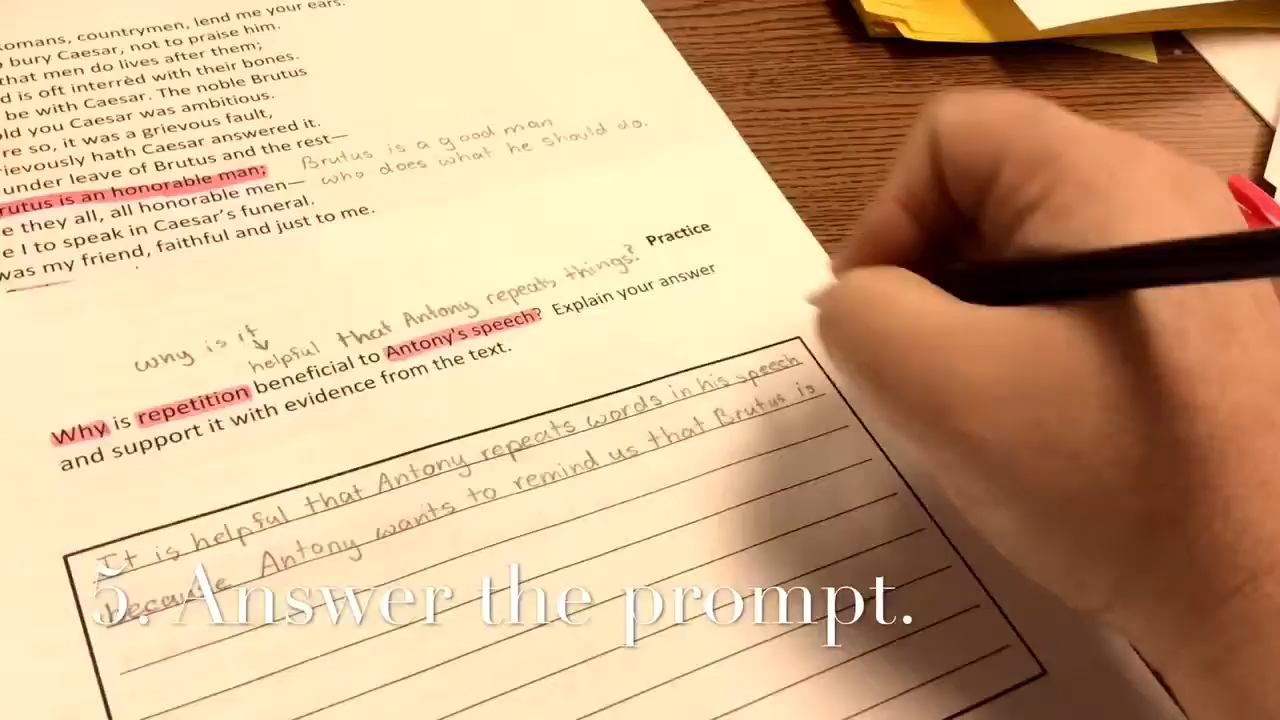 Romans, countrymen, lend me your ears.
bury Caesar, not to praise him.
that men do lives after them;
d is oft interrèd with their bones.
be with Caesar. The noble Brutus
old you Caesar was ambitious.
re so, it was a grievous fault,
rievously hath Caesar answered it.
under leave of Brutus and the rest—
rutus is an honorable man;
Brutus is a good man
who does what he should do.
e they all, all honorable men—
e I to speak in Caesar's funeral.
was my friend, faithful and just to me.
Practice
why is it
helpful that Antony repeats things?
Why is repetition beneficial to Antony's speech? Explain your answer
and support it with evidence from the text.
It is helpful that Antony repeats words in his speech
because Antony wants to remind us that Brutus is
5. Answer the prompt.